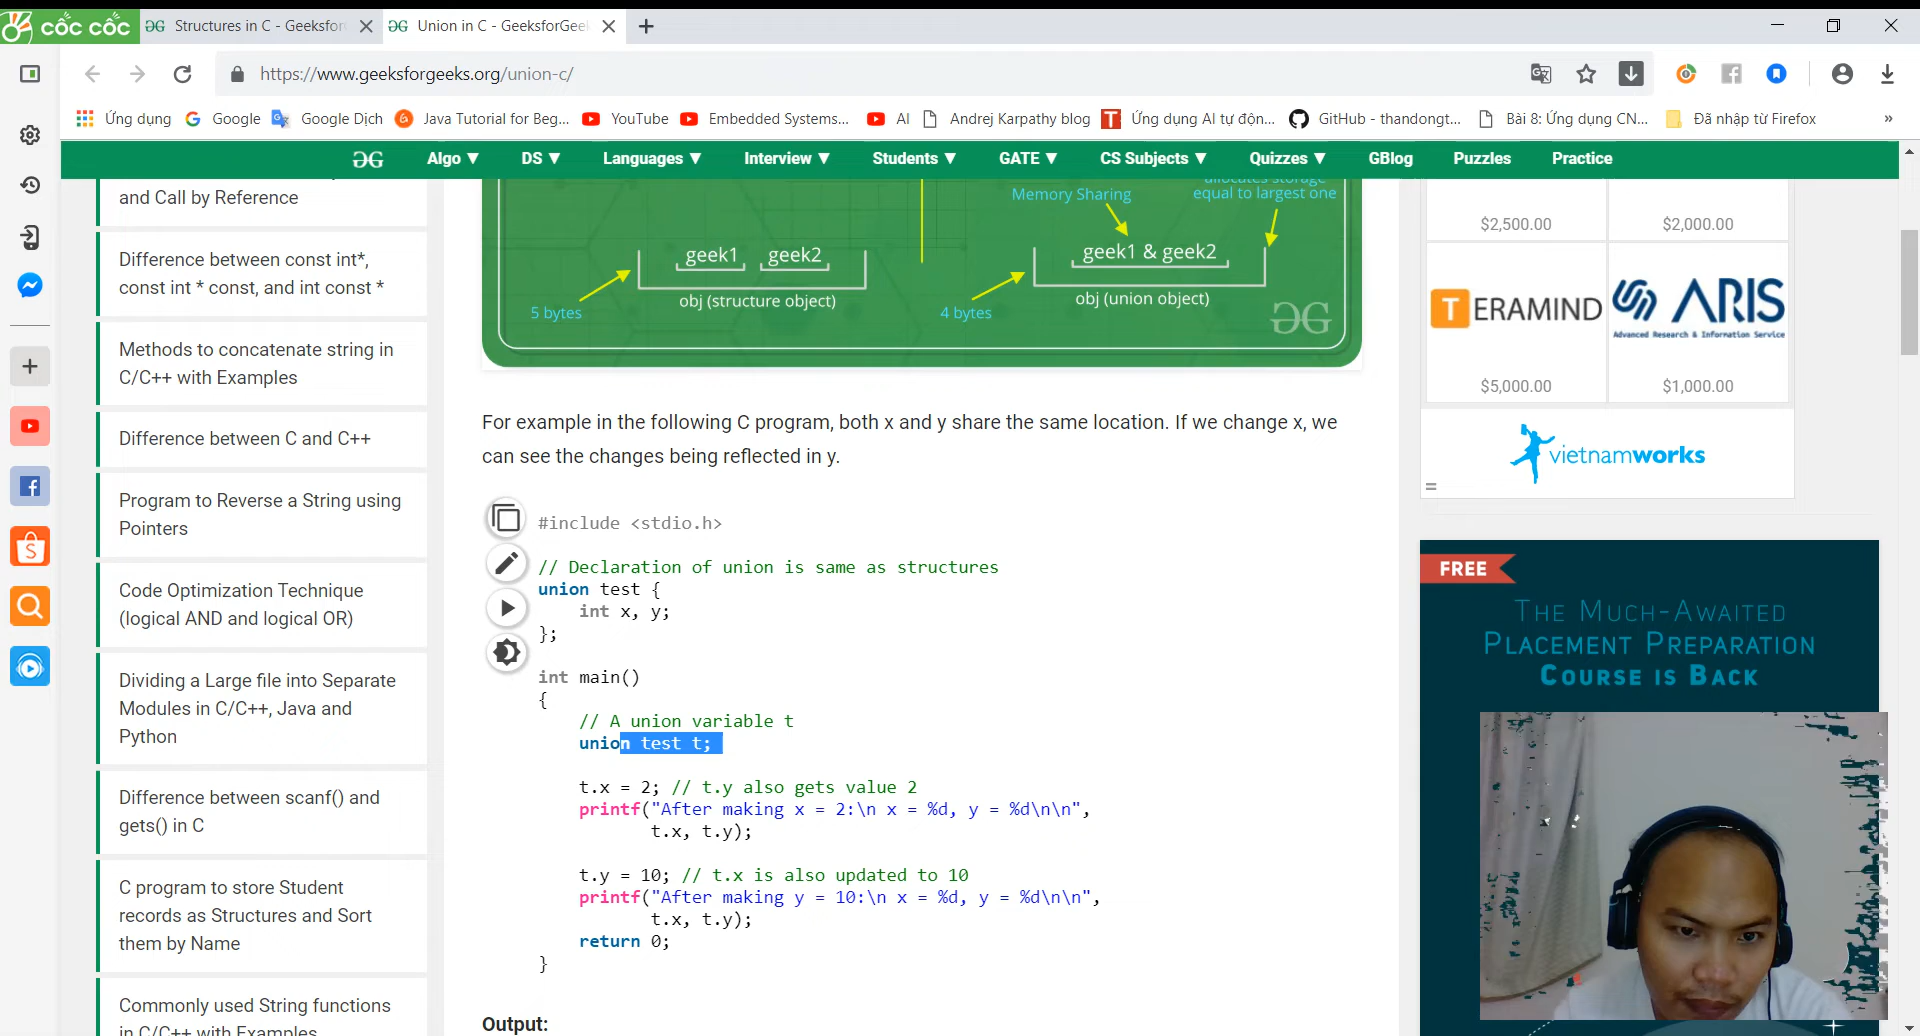 cốc cốc
Structures in C - Geeksfor
Union in C - GeeksforGee
https://www.geeksforgeeks.org/union-c/
Ứng dụng
Google
Google Dịch
Java Tutorial for Beg...
YouTube
Embedded Systems...
AI
Andrej Karpathy blog
Ứng dụng AI tự độn...
GitHub - thandongt...
Bài 8: Ứng dụng CN...
Đã nhập từ Firefox
»
Algo ▼
DS ▼
Languages ▼
Interview ▼
Students ▼
GATE ▼
CS Subjects ▼
Quizzes ▼
GBlog
Puzzles
Practice
and Call by Reference
Difference between const int*,
const int * const, and int const *
Methods to concatenate string in
C/C++ with Examples
Difference between C and C++
Program to Reverse a String using
Pointers
Code Optimization Technique
(logical AND and logical OR)
Dividing a Large file into Separate
Modules in C/C++, Java and
Python
Difference between scanf() and
gets() in C
C program to store Student
records as Structures and Sort
them by Name
Commonly used String functions
in C/C++ with Examples
Memory Sharing
allocates storage
equal to largest one
geek1 geek2
geek1 & geek2
obj (structure object)
obj (union object)
5 bytes
4 bytes
For example in the following C program, both x and y share the same location. If we change x, we
can see the changes being reflected in y.
#include <stdio.h>
// Declaration of union is same as structures
union test {
int x, y;
};
int main()
{
// A union variable t
union test t;
t.x = 2; // t.y also gets value 2
printf("After making x = 2:\n x = %d, y = %d\n\n",
t.x, t.y);
t.y = 10; // t.x is also updated to 10
printf("After making y = 10:\n x = %d, y = %d\n\n",
t.x, t.y);
return 0;
}
Output:
$2,500.00
$2,000.00
TERAMIND
ARIS
Advanced Research & Information Service
$5,000.00
$1,000.00
vietnamworks
FREE
THE MUCH-AWAITED
PLACEMENT PREPARATION
COURSE IS BACK